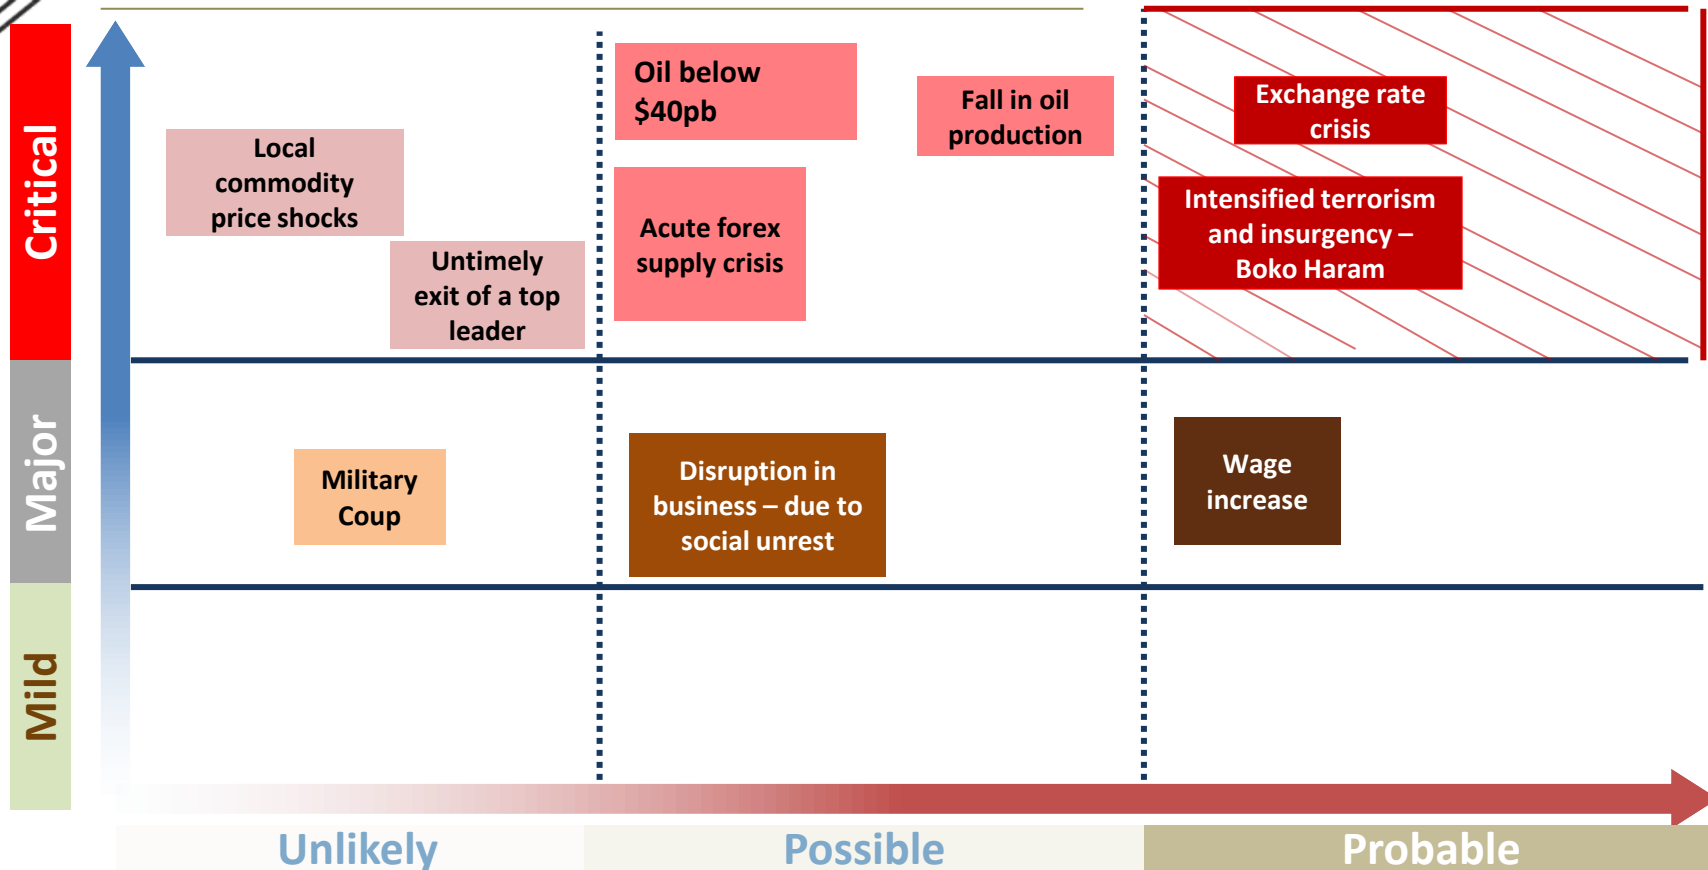 Critical
Local
commodity
price shocks
Untimely
exit of a top
leader
Oil below
$40pb
Acute forex
supply crisis
Fall in oil
production
Exchange rate
crisis
Intensified terrorism
and insurgency –
Boko Haram
Major
Military
Coup
Disruption in
business – due to
social unrest
Wage
increase
Mild
Unlikely
Possible
Probable